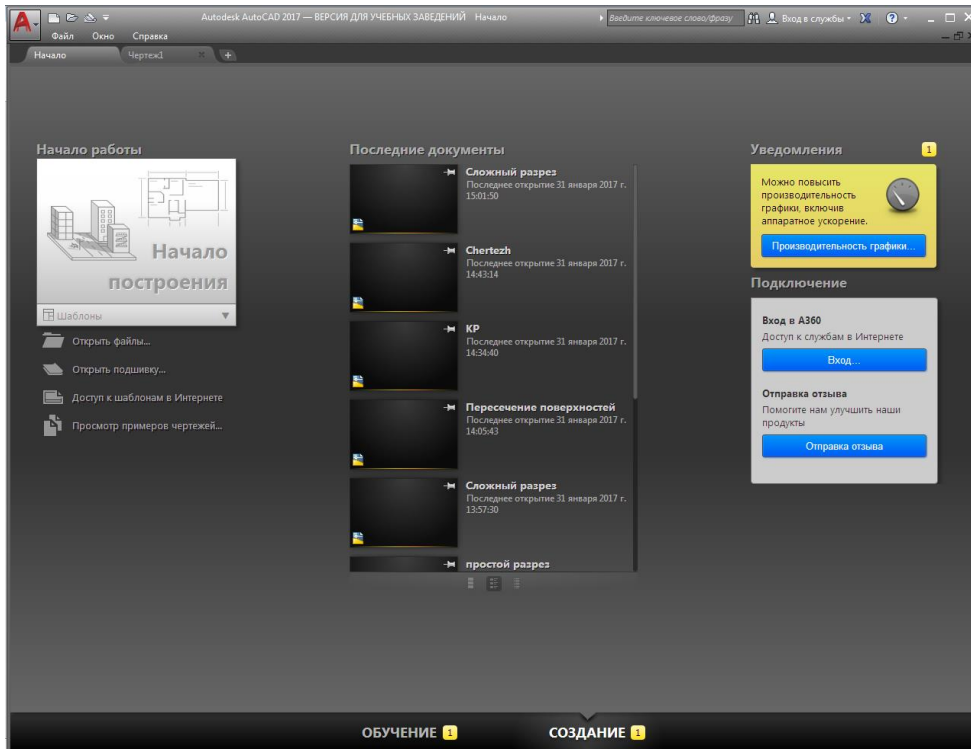 Autodesk AutoCAD 2017 — ВЕРСИЯ ДЛЯ УЧЕБНЫХ ЗАВЕДЕНИЙ Начало
Введите ключевое слово/фразу
Вход в службы
Файл Окно Справка
Начало
Чертеж1
Начало работы
Начало
построения
Шаблоны
Открыть файлы...
Открыть подшивку...
Доступ к шаблонам в Интернете
Просмотр примеров чертежей...
Последние документы
Сложный разрез
Последнее открытие 31 января 2017 г.
15:01:50
Chertezh
Последнее открытие 31 января 2017 г.
14:43:14
КР
Последнее открытие 31 января 2017 г.
14:34:40
Пересечение поверхностей
Последнее открытие 31 января 2017 г.
14:05:43
Сложный разрез
Последнее открытие 31 января 2017 г.
13:57:30
простой разрез
Уведомления 1
Можно повысить
производительность
графики, включив
аппаратное ускорение.
Производительность графики...
Подключение
Вход в A360
Доступ к службам в Интернете
Вход...
Отправка отзыва
Помогите нам улучшить наши
продукты
Отправка отзыва
ОБУЧЕНИЕ 1
СОЗДАНИЕ 1